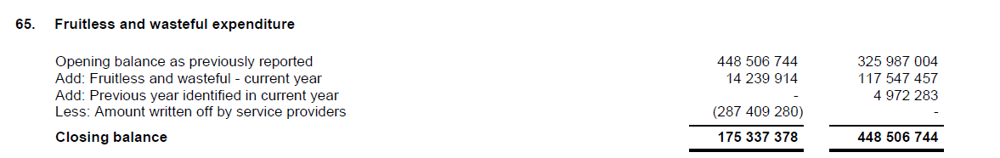 65. Fruitless and wasteful expenditure
Opening balance as previously reported 448 506 744 325 987 004
Add: Fruitless and wasteful - current year 14 239 914 117 547 457
Add: Previous year identified in current year - 4 972 283
Less: Amount written off by service providers (287 409 280) -
Closing balance 175 337 378 448 506 744